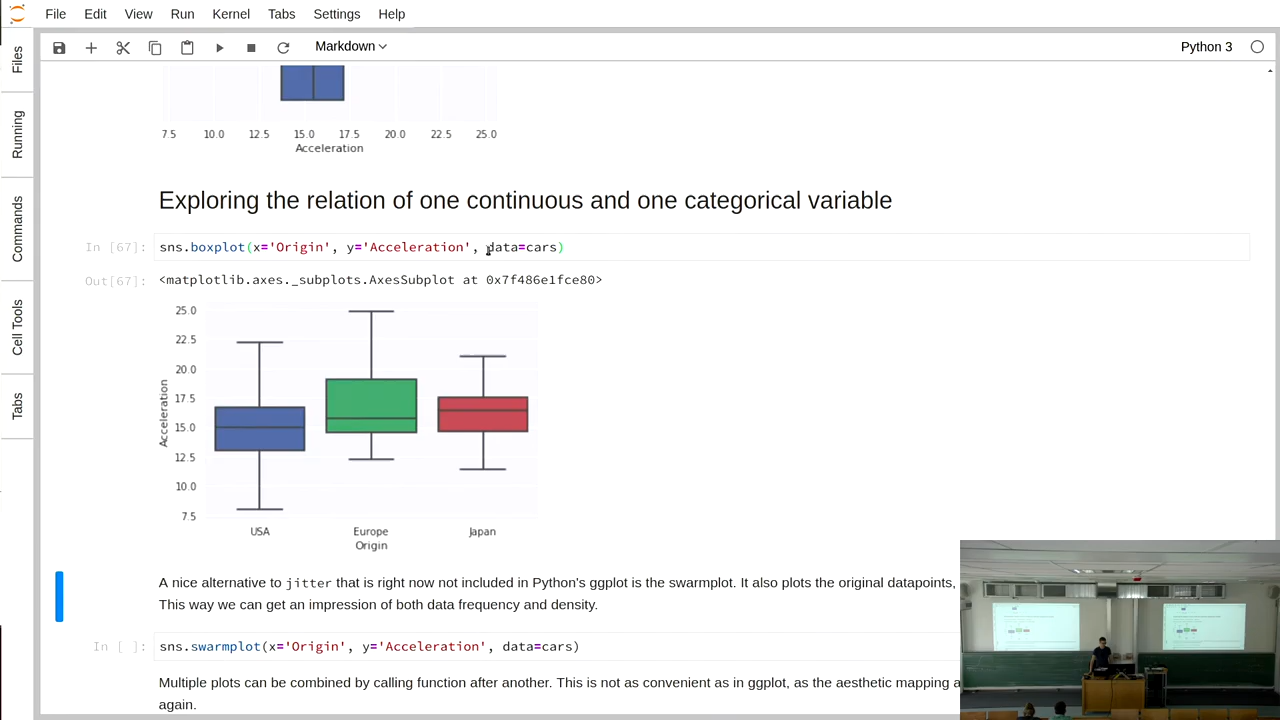 File Edit View Run Kernel Tabs Settings Help
Markdown
Python 3
Files
Running
Commands
Cell Tools
Tabs
7.5 10.0 12.5 15.0 17.5 20.0 22.5 25.0
Acceleration
Exploring the relation of one continuous and one categorical variable
In [67]: sns.boxplot(x='Origin', y='Acceleration', data=cars)
Out[67]: <matplotlib.axes._subplots.AxesSubplot at 0x7f486e1fce80>
25.0
22.5
20.0
17.5
15.0
12.5
10.0
7.5
Acceleration
USA Europe Japan
Origin
A nice alternative to jitter that is right now not included in Python's ggplot is the swarmplot. It also plots the original datapoints,
This way we can get an impression of both data frequency and density.
In [ ]: sns.swarmplot(x='Origin', y='Acceleration', data=cars)
Multiple plots can be combined by calling function after another. This is not as convenient as in ggplot, as the aesthetic mapping a
again.